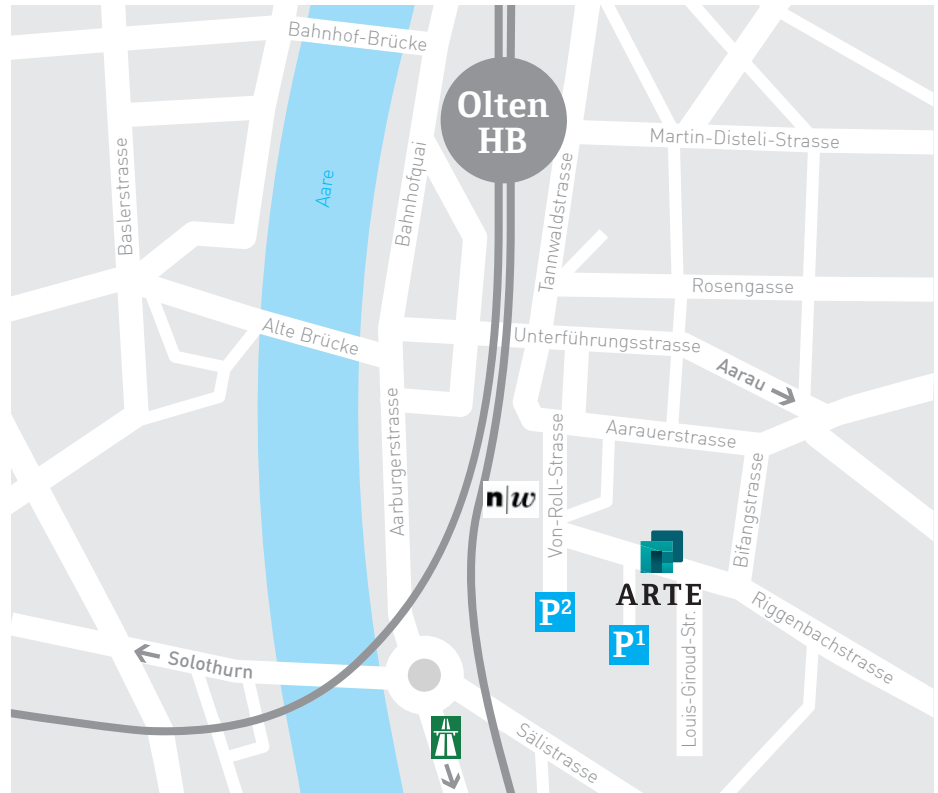 Bahnhof-Brücke
Olten
HB
Martin-Disteli-Strasse
Baslerstrasse
Aare
Bahnhofquai
Tannwaldstrasse
Rosengasse
Alte Brücke
Unterführungsstrasse
Aarau
Aarburgerstrasse
Von-Roll-Strasse
Aarauerstrasse
n|w
Bifangstrasse
ARTE
P²
P¹
Riggenbachstrasse
Louis-Giroud-Str.
Solothurn
Sälistrasse